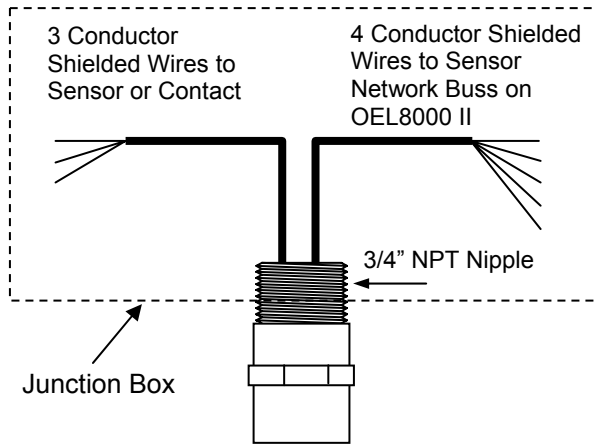 3 Conductor
Shielded Wires to
Sensor or Contact
4 Conductor Shielded
Wires to Sensor
Network Buss on
OEL8000 II
3/4” NPT Nipple
Junction Box